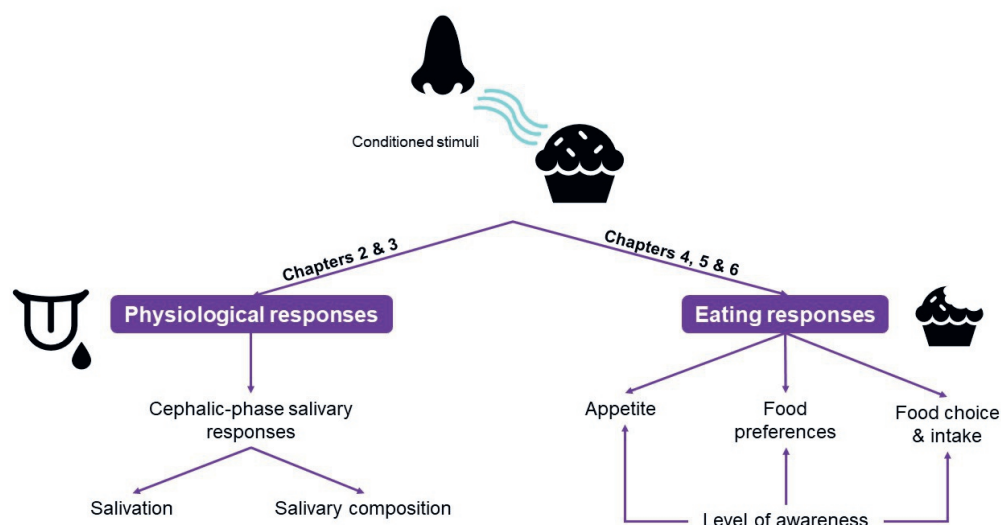 Conditioned stimuli
Chapters 2 & 3
Chapters 4, 5 & 6
Physiological responses
Eating responses
Cephalic-phase salivary
responses
Appetite
Food
preferences
Food choice
& intake
Salivation
Salivary composition
Level of awareness